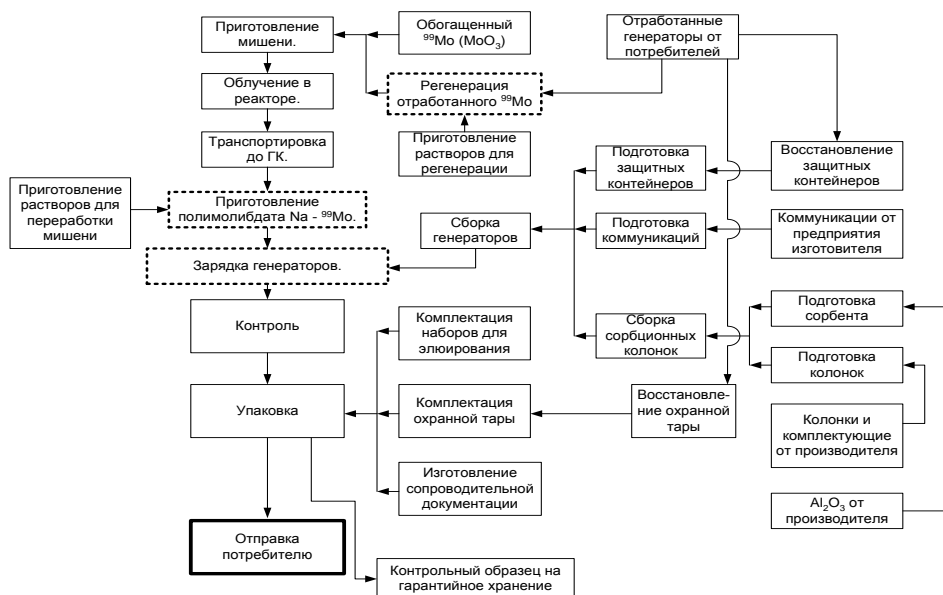 Приготовление
мишени.
Обогащенный
⁹⁹Mo (MoO₃)
Отработанные
генераторы от
потребителей
Облучение в
реакторе.
Регенерация
отработанного ⁹⁹Mo
Транспортировка
до ГК.
Приготовление
растворов для
регенерации
Подготовка
защитных
контейнеров
Восстановление
защитных
контейнеров
Приготовление
растворов для
переработки
мишени
Приготовление
полимолибдата Na - ⁹⁹Mo.
Сборка
генераторов
Подготовка
коммуникаций
Коммуникации от
предприятия
изготовителя
Зарядка генераторов.
Контроль
Комплектация
наборов для
элюирования
Сборка
сорбционных
колонок
Подготовка
сорбента
Подготовка
колонок
Упаковка
Комплектация
охранной тары
Восстановле-
ние охранной
тары
Колонки и
комплектующие
от производителя
Изготовление
сопроводительной
документации
Al₂O₃ от
производителя
Отправка
потребителю
Контрольный образец на
гарантийное хранение